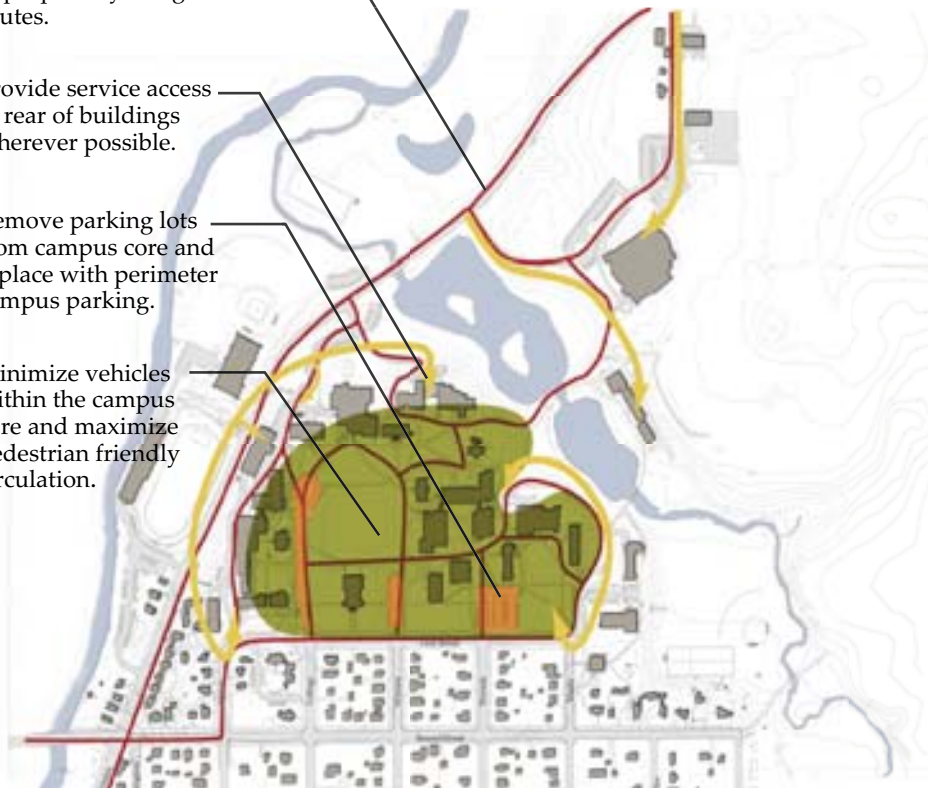 utes.
rovide service access
rear of buildings
herever possible.
emove parking lots
om campus core and
place with perimeter
mpus parking.
inimize vehicles
ithin the campus
re and maximize
edestrian friendly
rculation.